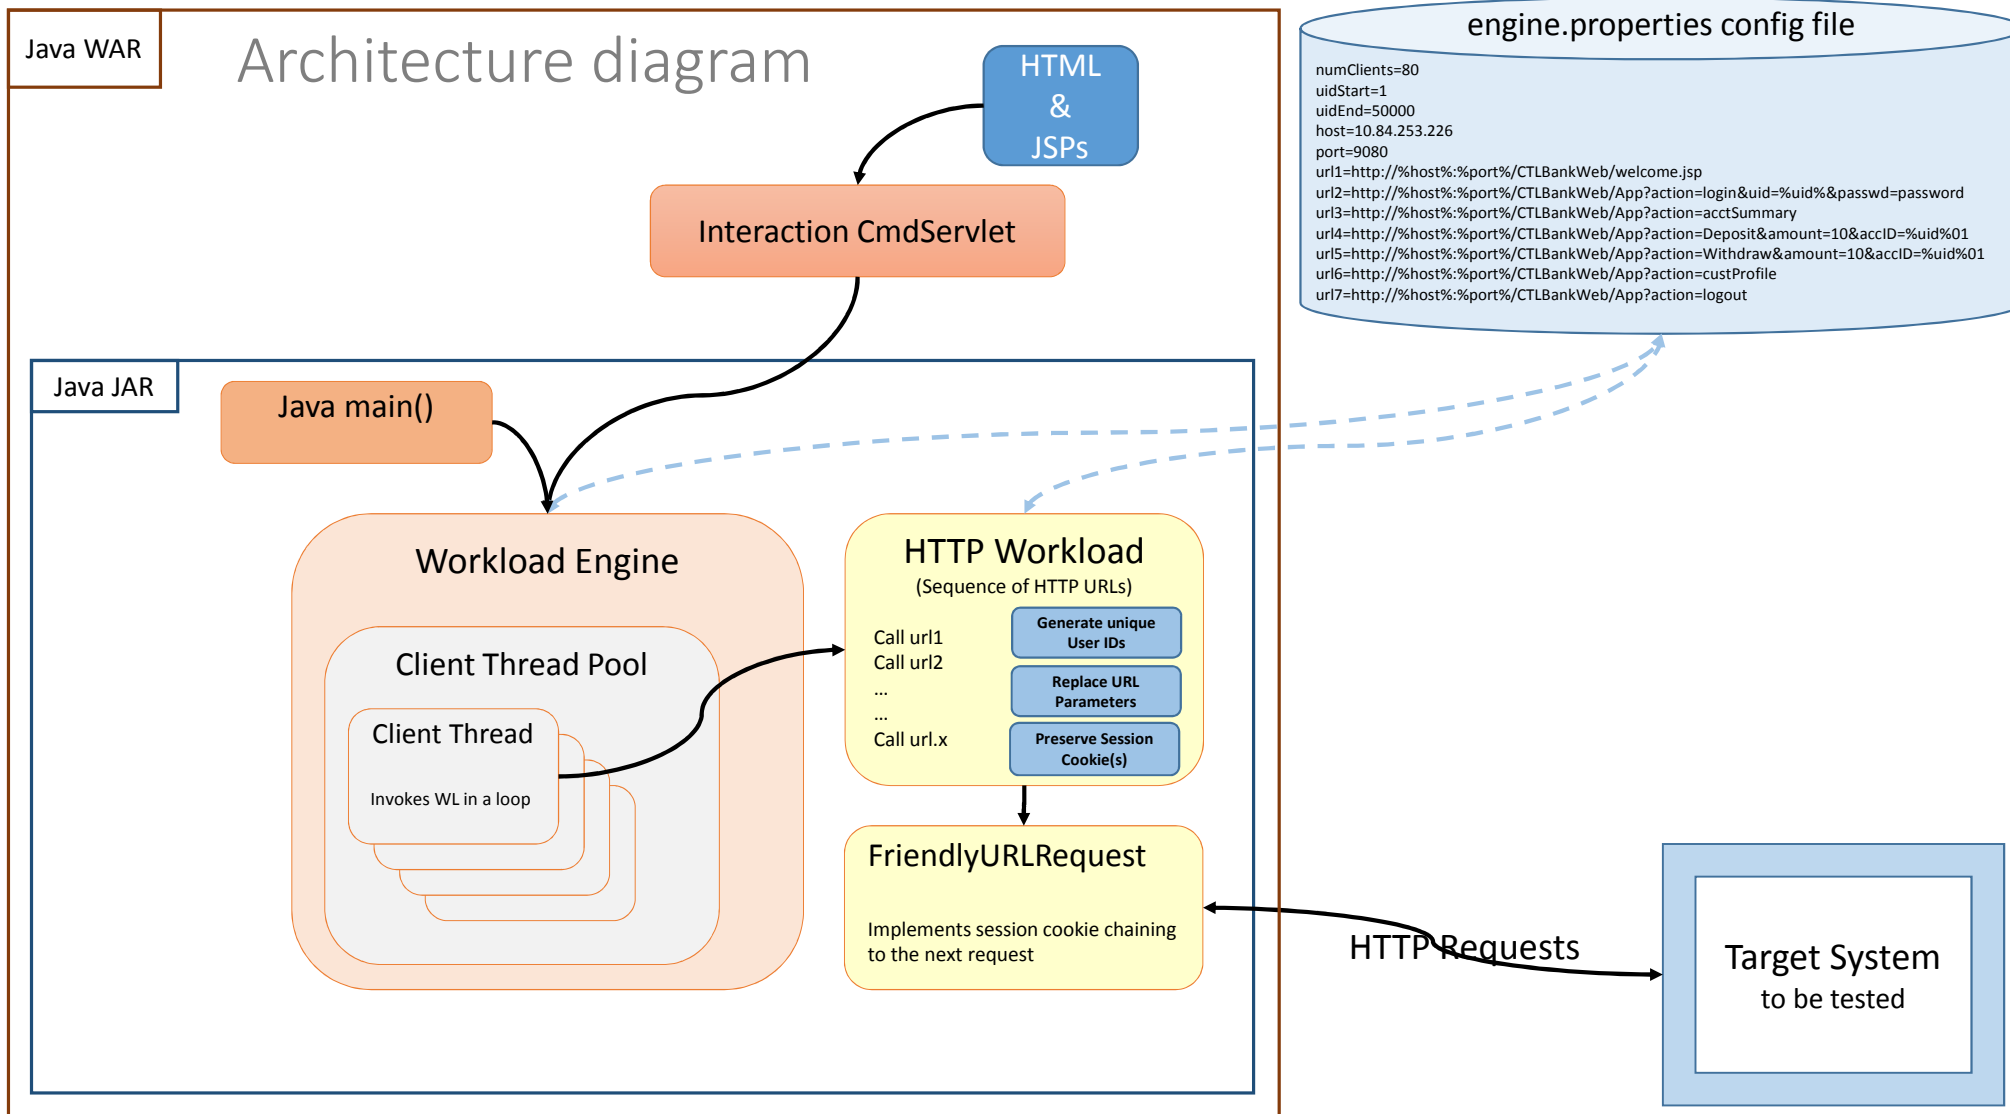 Java WAR
Architecture diagram
HTML
&
JSPs
Interaction CmdServlet
engine.properties config file
numClients=80
uidStart=1
uidEnd=50000
host=10.84.253.226
port=9080
url1=http://%host%:%port%/CTLBankWeb/welcome.jsp
url2=http://%host%:%port%/CTLBankWeb/App?action=login&uid=%uid%&passwd=password
url3=http://%host%:%port%/CTLBankWeb/App?action=acctSummary
url4=http://%host%:%port%/CTLBankWeb/App?action=Deposit&amount=10&accID=%uid%01
url5=http://%host%:%port%/CTLBankWeb/App?action=Withdraw&amount=10&accID=%uid%01
url6=http://%host%:%port%/CTLBankWeb/App?action=custProfile
url7=http://%host%:%port%/CTLBankWeb/App?action=logout
Java JAR
Java main()
Workload Engine
Client Thread Pool
Client Thread
Invokes WL in a loop
HTTP Workload
(Sequence of HTTP URLs)
Call url1
Call url2
...
...
Call url.x
Generate unique
User IDs
Replace URL
Parameters
Preserve Session
Cookie(s)
FriendlyURLRequest
Implements session cookie chaining
to the next request
HTTP Requests
Target System
to be tested